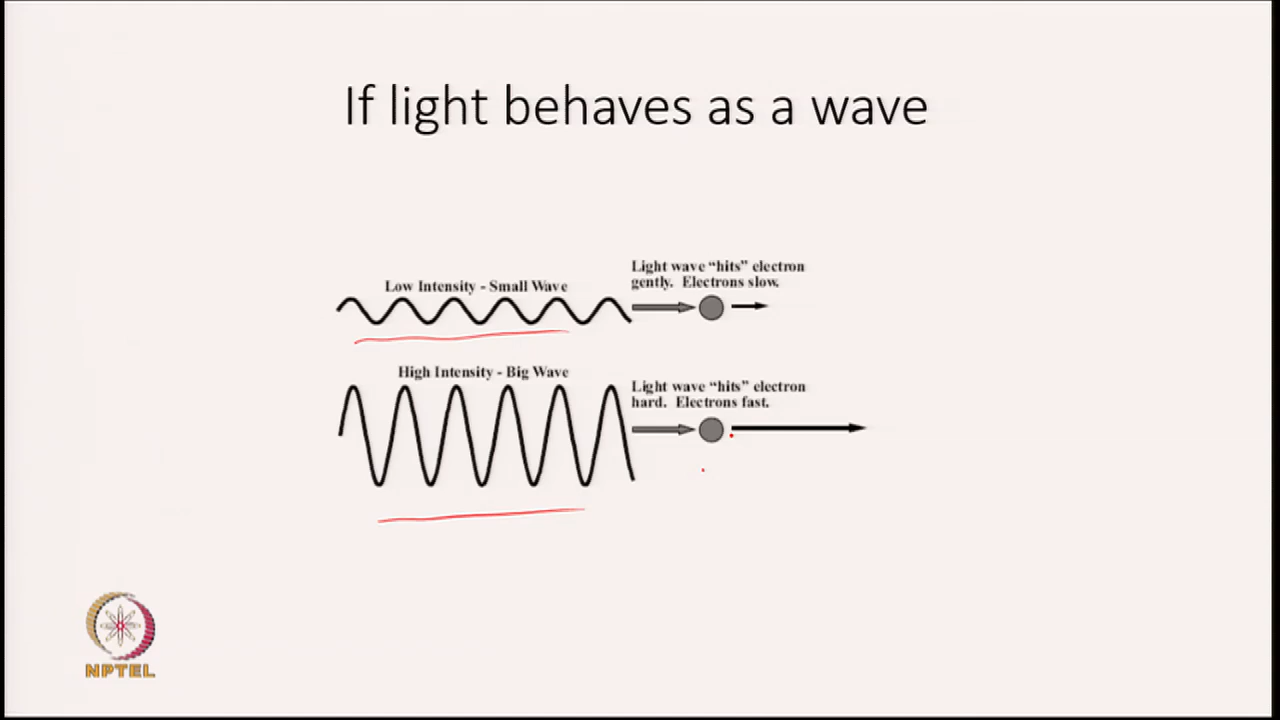 If light behaves as a wave
Low Intensity - Small Wave
Light wave “hits” electron
gently. Electrons slow.
High Intensity - Big Wave
Light wave “hits” electron
hard. Electrons fast.
NPTEL